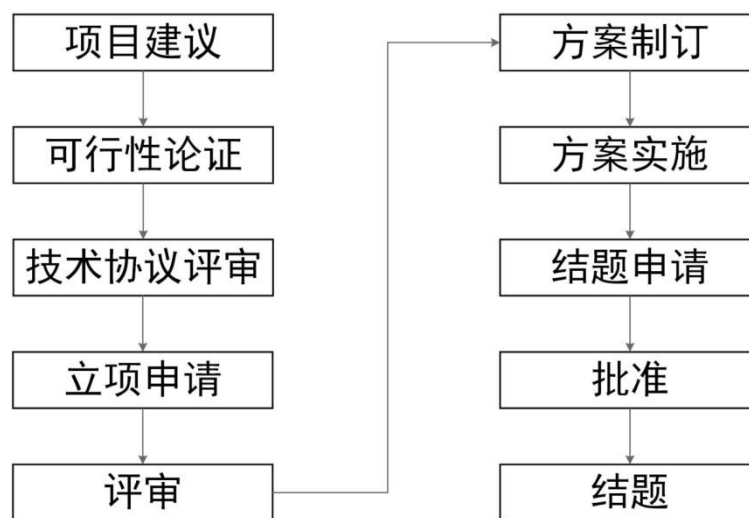 项目建议
可行性论证
技术协议评审
立项申请
评审
方案制订
方案实施
结题申请
批准
结题